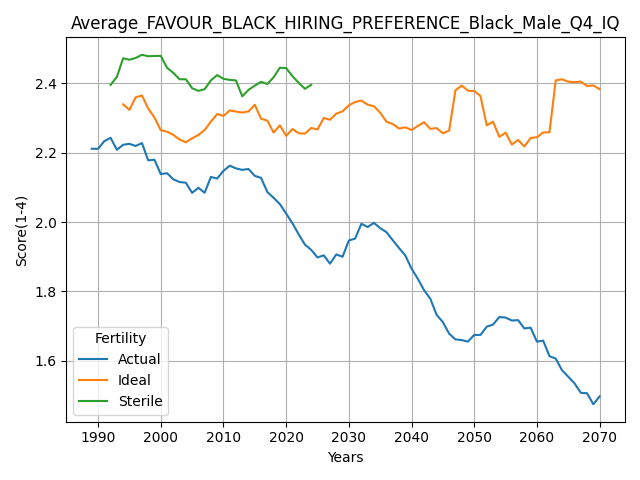 Average_FAVOUR_BLACK_HIRING_PREFERENCE_Black_Male_Q4_IQ
Score(1-4)
2.4
2.2
2.0
1.8
1.6
Fertility
Actual
Ideal
Sterile
1990 2000 2010 2020 2030 2040 2050 2060 2070
Years